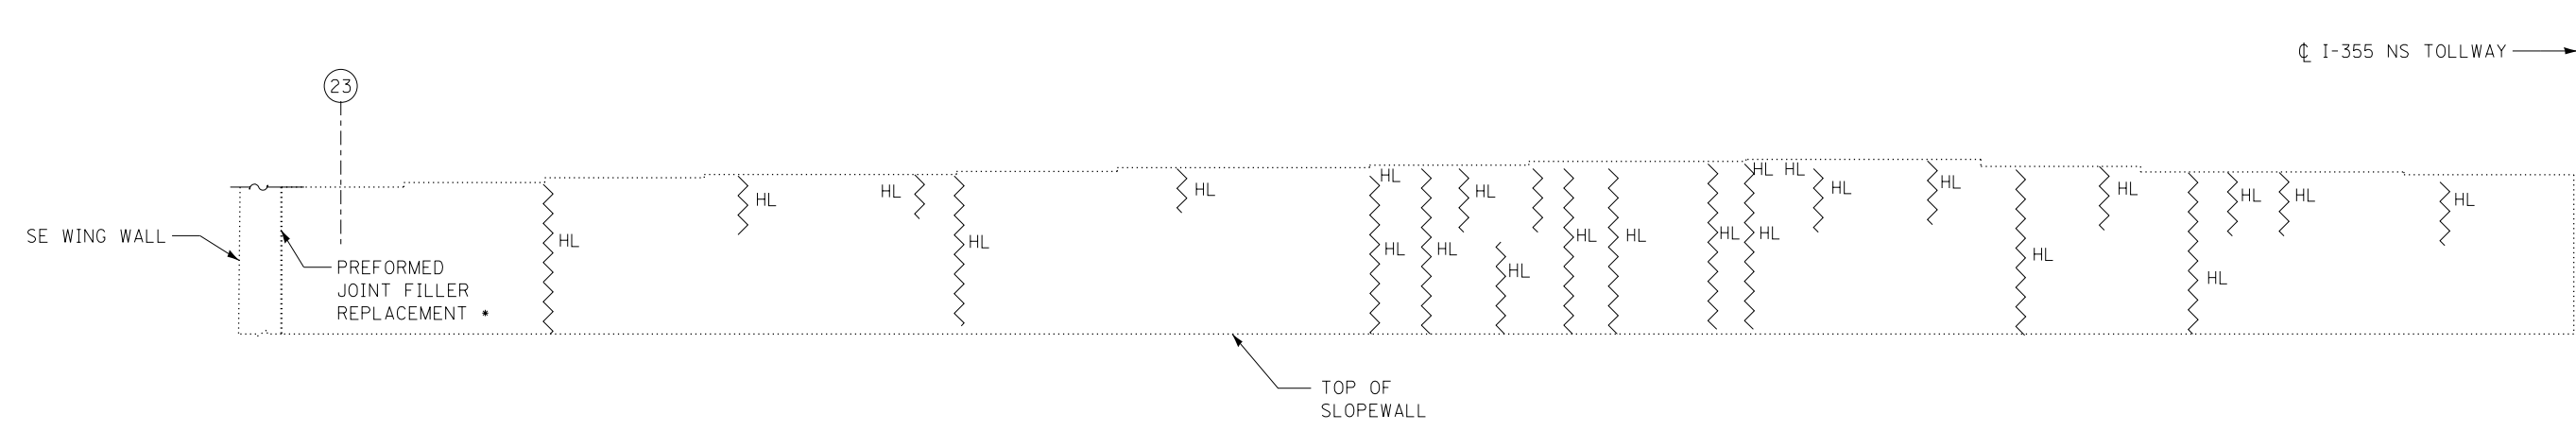 ℄ I-355 NS TOLLWAY
23
HL HL HL
HL HL HL HL HL HL HL HL HL HL
SE WING WALL HL HL HL HL HL HL HL HL HL
PREFORMED HL HL
JOINT FILLER
REPLACEMENT *
TOP OF
SLOPEWALL